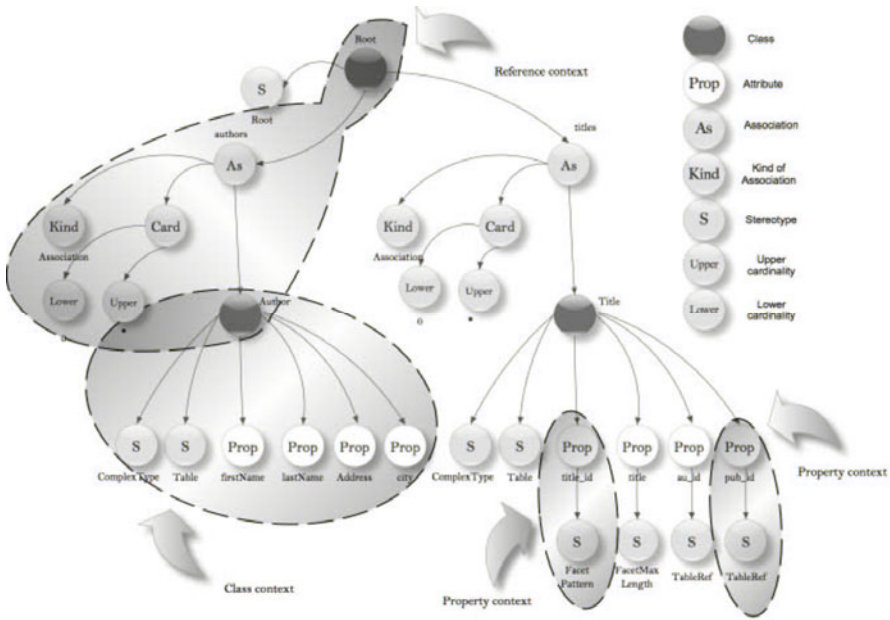 Root
Reference context
S
Root
authors
titles
As
As
Kind
Association
Card
Lower
0
Upper
*
Kind
Association
Card
Lower
0
Upper
*
Author
Title
S
ComplexType
S
Table
Prop
firstName
Prop
lastName
Prop
Address
Prop
city
S
ComplexType
S
Table
Prop
title_id
Prop
title
Prop
au_id
Prop
pub_id
S
Facet
Pattern
S
FacetMax
Length
S
TableRef
S
TableRef
Class context
Property context
Property context
Class
Prop
Attribute
As
Association
Kind
Kind of
Association
S
Stereotype
Upper
Upper
cardinality
Lower
Lower
cardinality